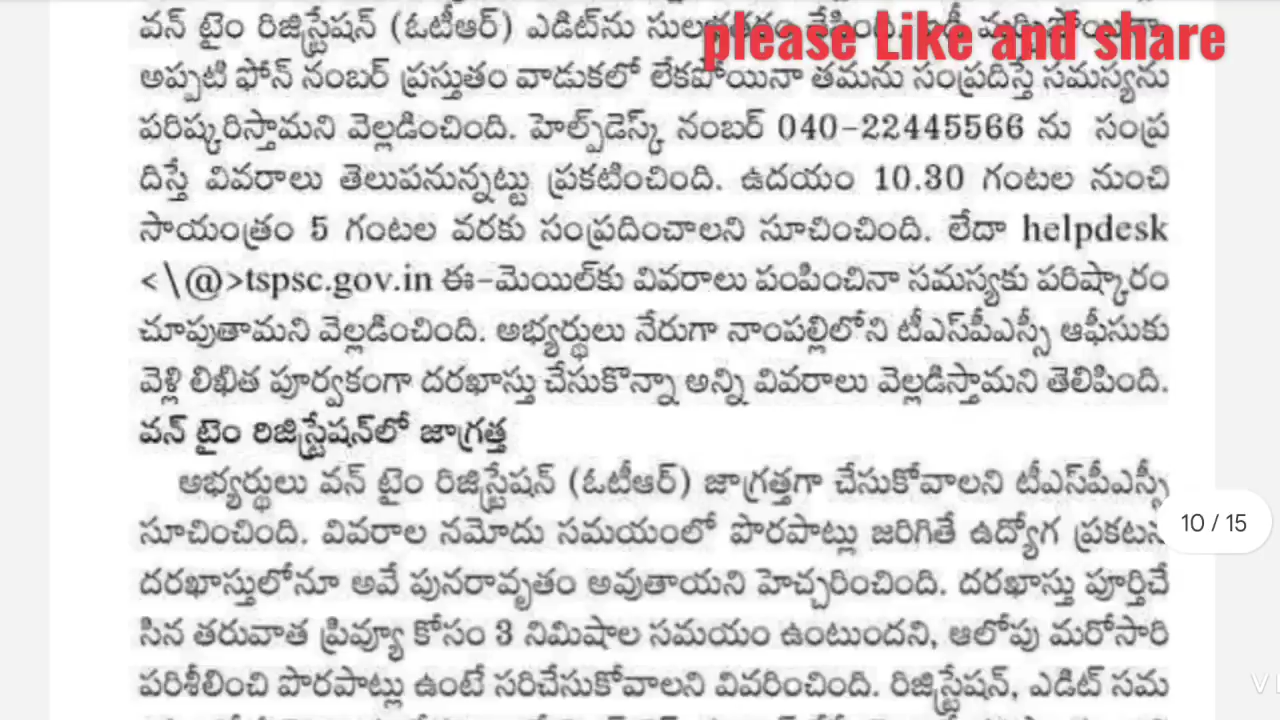 వన్ టైం రిజిస్ట్రేషన్ (ఓటీఆర్) ఎడిట్‌ను
please Like and share
అప్పటి ఫోన్ నంబర్ ప్రస్తుతం వాడుకలో లేకపోయినా తమను సంప్రదిస్తే సమస్యను
పరిష్కరిస్తామని వెల్లడించింది. హెల్ప్‌డెస్క్ నంబర్ 040-22445566 ను సంప్ర
దిస్తే వివరాలు తెలుపనున్నట్టు ప్రకటించింది. ఉదయం 10.30 గంటల నుంచి
సాయంత్రం 5 గంటల వరకు సంప్రదించాలని సూచించింది. లేదా helpdesk
<\@>tspsc.gov.in ఈ-మెయిల్‌కు వివరాలు పంపించినా సమస్యకు పరిష్కారం
చూపుతామని వెల్లడించింది. అభ్యర్థులు నేరుగా నాంపల్లిలోని టీఎస్‌పీఎస్సీ ఆఫీసుకు
వెళ్లి లిఖిత పూర్వకంగా దరఖాస్తు చేసుకొన్నా అన్ని వివరాలు వెల్లడిస్తామని తెలిపింది.
వన్ టైం రిజిస్ట్రేషన్‌లో జాగ్రత్త
అభ్యర్థులు వన్ టైం రిజిస్ట్రేషన్ (ఓటీఆర్) జాగ్రత్తగా చేసుకోవాలని టీఎస్‌పీఎస్సీ
సూచించింది. వివరాల నమోదు సమయంలో పొరపాట్లు జరిగితే ఉద్యోగ ప్రకటన
10 / 15
దరఖాస్తులోనూ అవే పునరావృతం అవుతాయని హెచ్చరించింది. దరఖాస్తు పూర్తిచే
సిన తరువాత ప్రివ్యూ కోసం 3 నిమిషాల సమయం ఉంటుందని, ఆలోపు మరోసారి
పరిశీలించి పొరపాట్లు ఉంటే సరిచేసుకోవాలని వివరించింది. రిజిస్ట్రేషన్, ఎడిట్ సమ